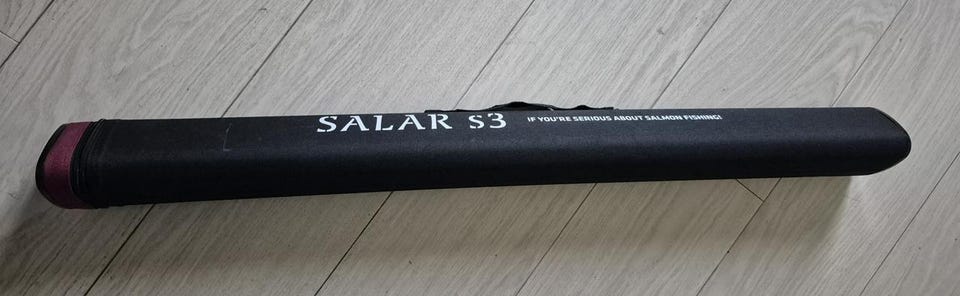 SALAR S3 IF YOU'RE SERIOUS ABOUT SALMON FISHING!